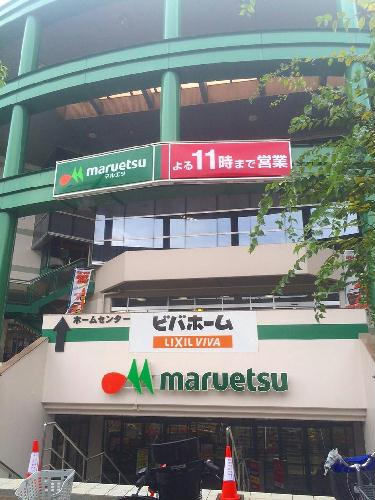 maruetsu
マルエツ
よる11時まで営業
ホームセンター
ビバホーム
LIXIL VIVA
maruetsu